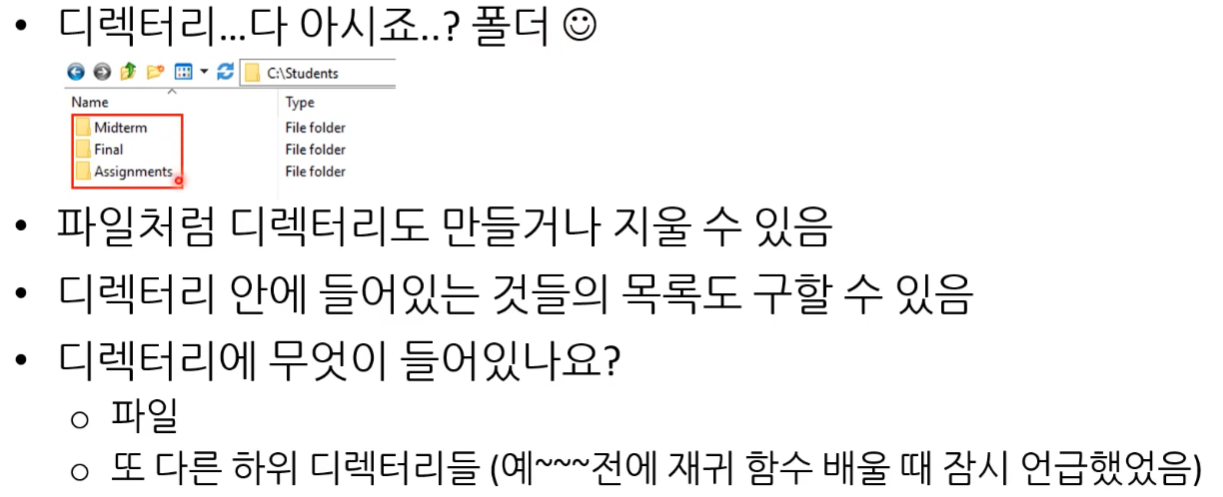 • 디렉터리...다 아시죠..? 폴더 ☺
C:\Students
Name Type
Midterm File folder
Final File folder
Assignments File folder
• 파일처럼 디렉터리도 만들거나 지울 수 있음
• 디렉터리 안에 들어있는 것들의 목록도 구할 수 있음
• 디렉터리에 무엇이 들어있나요?
o 파일
o 또 다른 하위 디렉터리들 (예~~~전에 재귀 함수 배울 때 잠시 언급했었음)